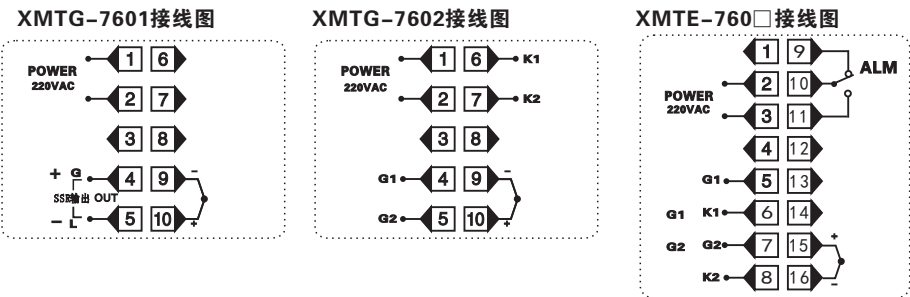 XMTG-7601接线图
POWER
220VAC
1 6
2 7
3 8
+ G 4 9 -
SSR输出 OUT
- L 5 10 +
XMTG-7602接线图
POWER
220VAC
1 6 K1
2 7 K2
3 8
G1 4 9 -
G2 5 10 +
XMTE-760□接线图
1 9
ALM
2 10
POWER
220VAC
3 11
4 12
G1 5 13
G1 K1 6 14
G2 G2 7 15 +
K2 8 16 -